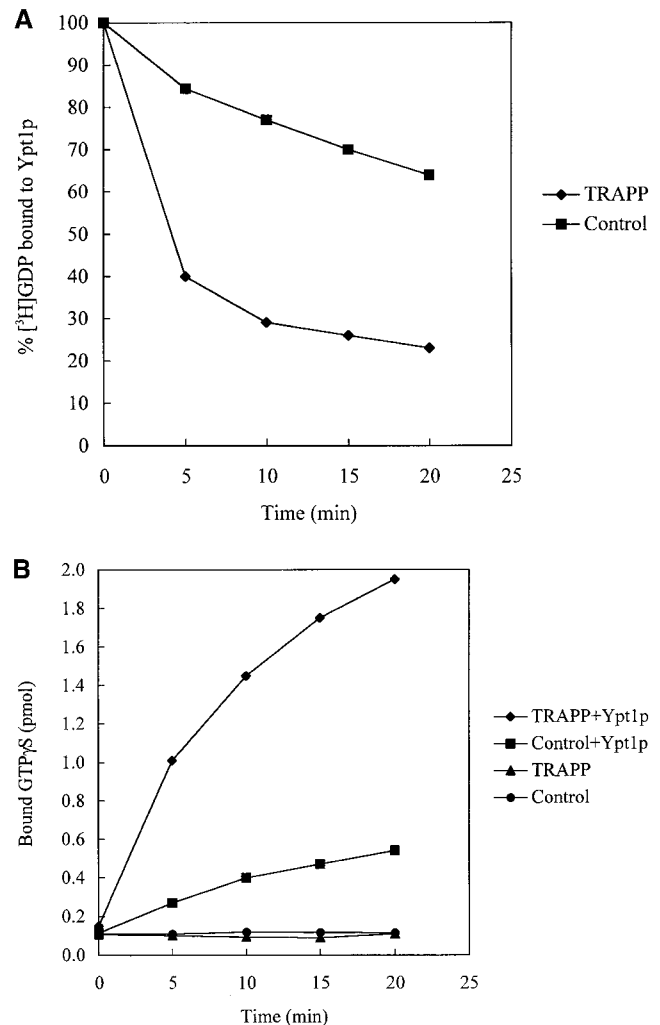 A
100
90
80
70
60
50
40
30
20
10
0
% [³H]GDP bound to Ypt1p
0 5 10 15 20 25
Time (min)
TRAPP
Control
B
2.0
1.8
1.6
1.4
1.2
1.0
0.8
0.6
0.4
0.2
0.0
Bound GTPγS (pmol)
0 5 10 15 20 25
Time (min)
TRAPP+Ypt1p
Control+Ypt1p
TRAPP
Control